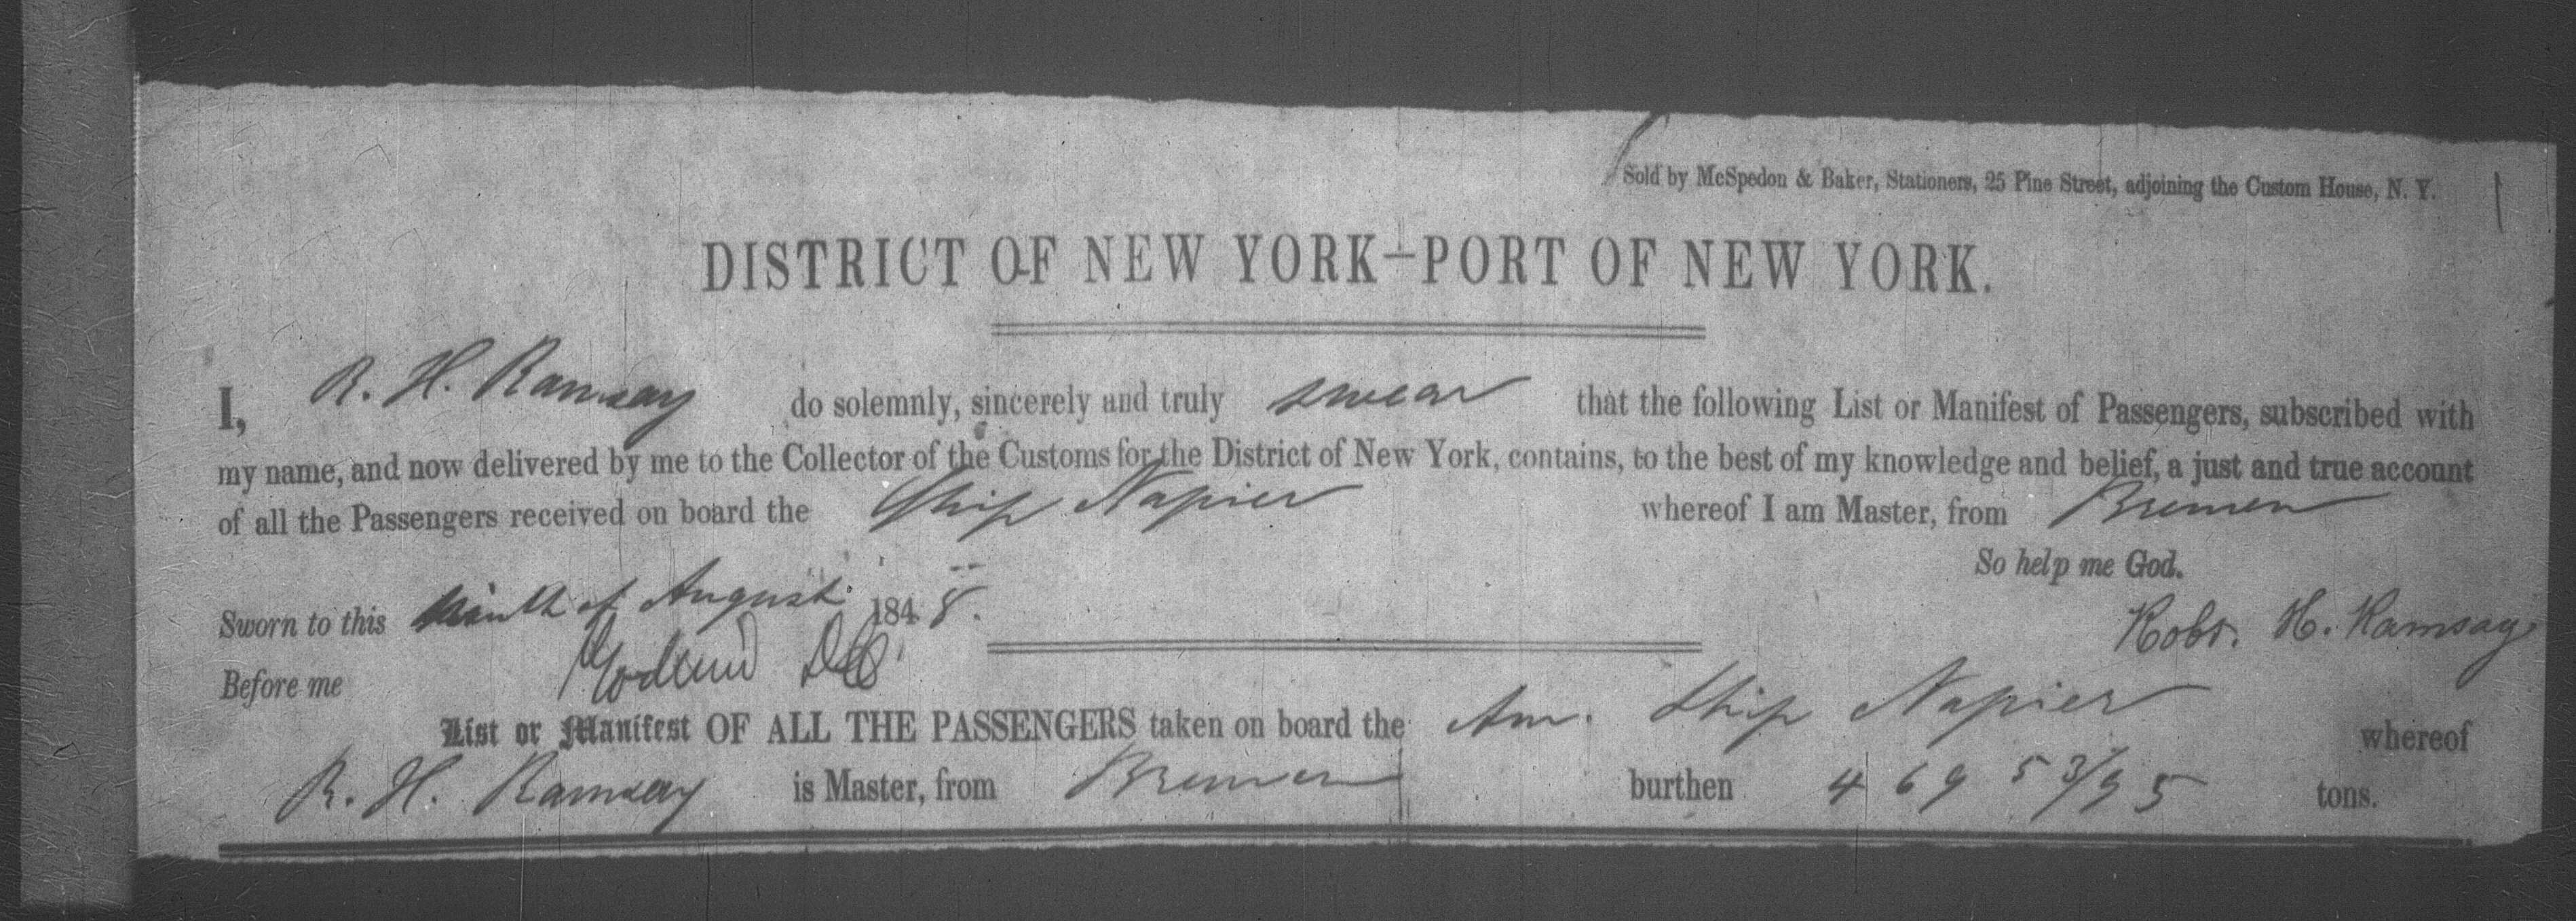 Sold by McSpedon & Baker, Stationers, 25 Pine Street, adjoining the Custom House, N. Y.
DISTRICT OF NEW YORK—PORT OF NEW YORK.
I, R. H. Ramsay do solemnly, sincerely and truly swear that the following List or Manifest of Passengers, subscribed with
my name, and now delivered by me to the Collector of the Customs for the District of New York, contains, to the best of my knowledge and belief, a just and true account
of all the Passengers received on board the Ship Napier whereof I am Master, from Bremen
So help me God.
Sworn to this ninth of August 1848.
Robt. H. Ramsay
Before me
List or Manifest OF ALL THE PASSENGERS taken on board the Am. Ship Napier whereof
R. H. Ramsay is Master, from Bremen burthen 469 53/95 tons.